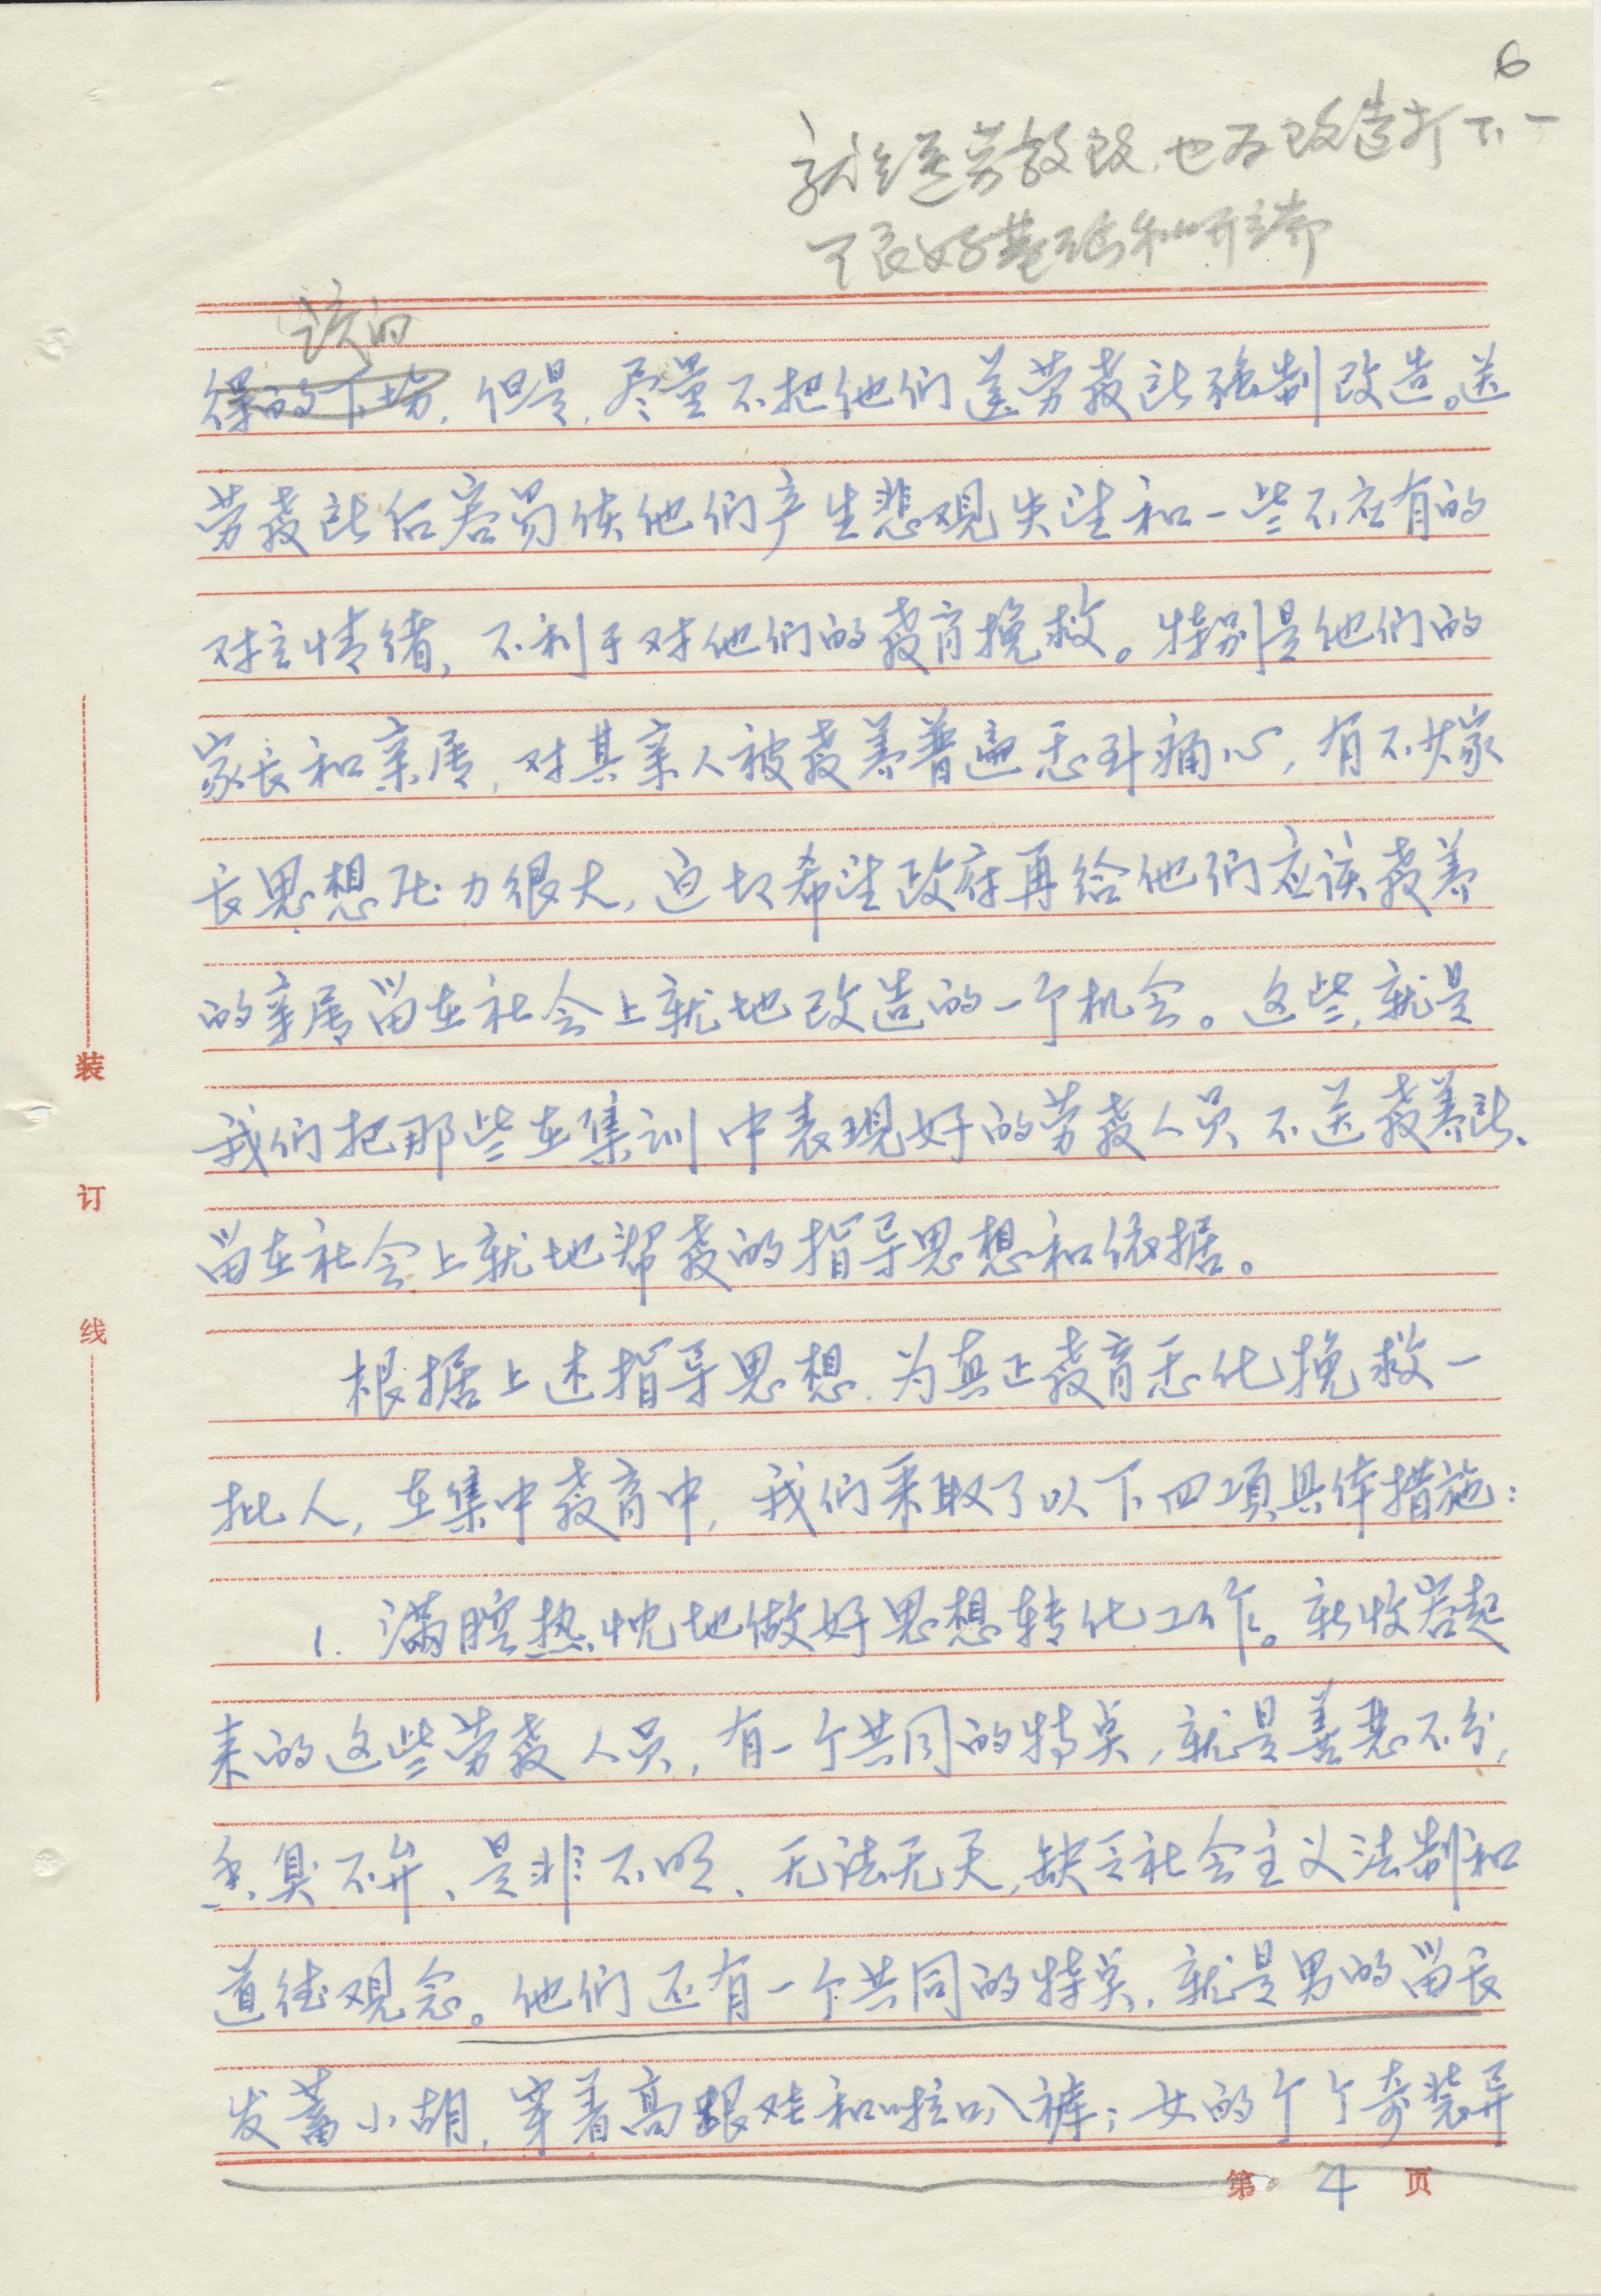 6
就是送劳教改, 也为改造打下一
个良好基础和开端
该的
得的下场, 但是, 尽量不把他们送劳教所强制改造。送
劳教所后容易使他们产生悲观失望和一些不应有的
对立情绪, 不利于对他们的教育挽救。特别是他们的
家长和亲属, 对其亲人被教养普遍感到痛心, 有不少家
长思想压力很大, 迫切希望政府再给他们应该教养
的亲属留在社会上就地改造的一个机会。这些, 就是
我们把那些在集训中表现好的劳教人员不送教养所、
留在社会上就地帮教的指导思想和依据。
根据上述指导思想, 为真正教育感化挽救一
批人, 在集中教育中, 我们采取了以下四项具体措施:
1. 满腔热忱地做好思想转化工作。新收容起
来的这些劳教人员, 有一个共同的特点, 就是善恶不分,
香臭不辨、是非不明、无法无天, 缺乏社会主义法制和
道德观念。他们还有一个共同的特点, 就是男的留长
发蓄小胡, 穿着高跟鞋和喇叭裤; 女的个个奇装异
第 4 页
装
订
线